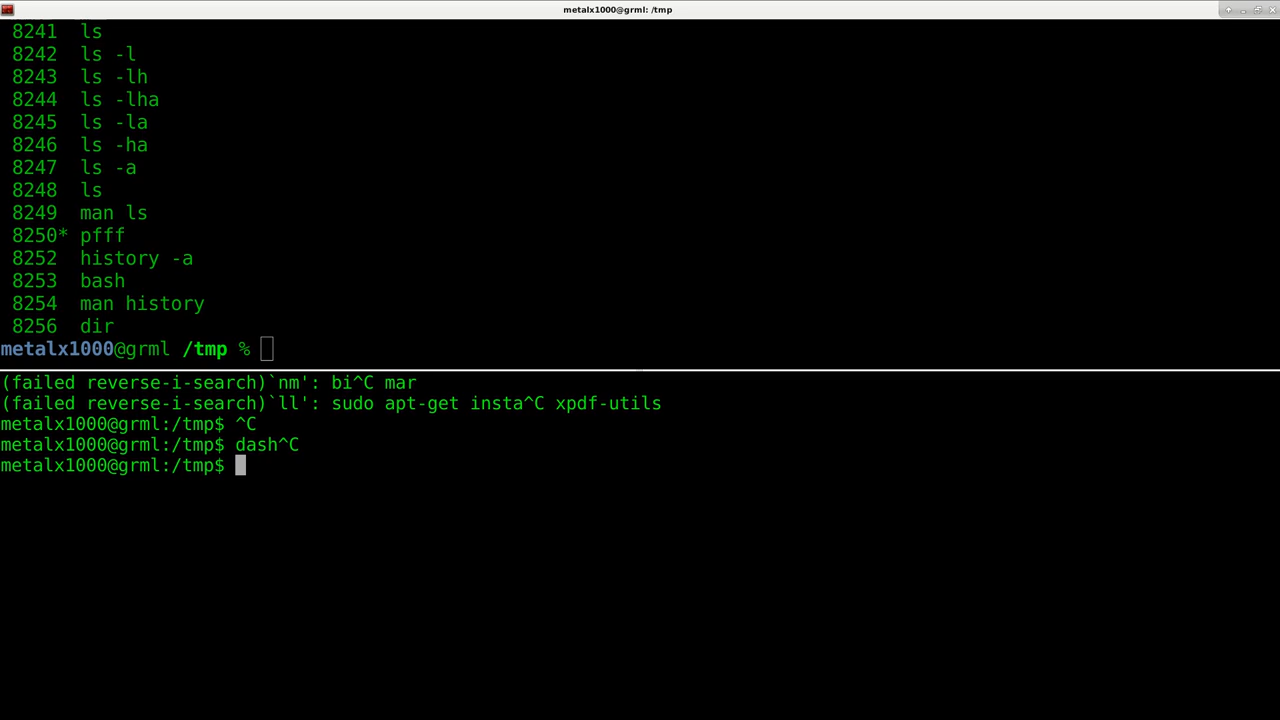 metalx1000@grml: /tmp
8241  ls
8242  ls -l
8243  ls -lh
8244  ls -lha
8245  ls -la
8246  ls -ha
8247  ls -a
8248  ls
8249  man ls
8250* pfff
8252  history -a
8253  bash
8254  man history
8256  dir
metalx1000@grml /tmp %
(failed reverse-i-search)`nm': bi^C mar
(failed reverse-i-search)`ll': sudo apt-get insta^C xpdf-utils
metalx1000@grml:/tmp$ ^C
metalx1000@grml:/tmp$ dash^C
metalx1000@grml:/tmp$